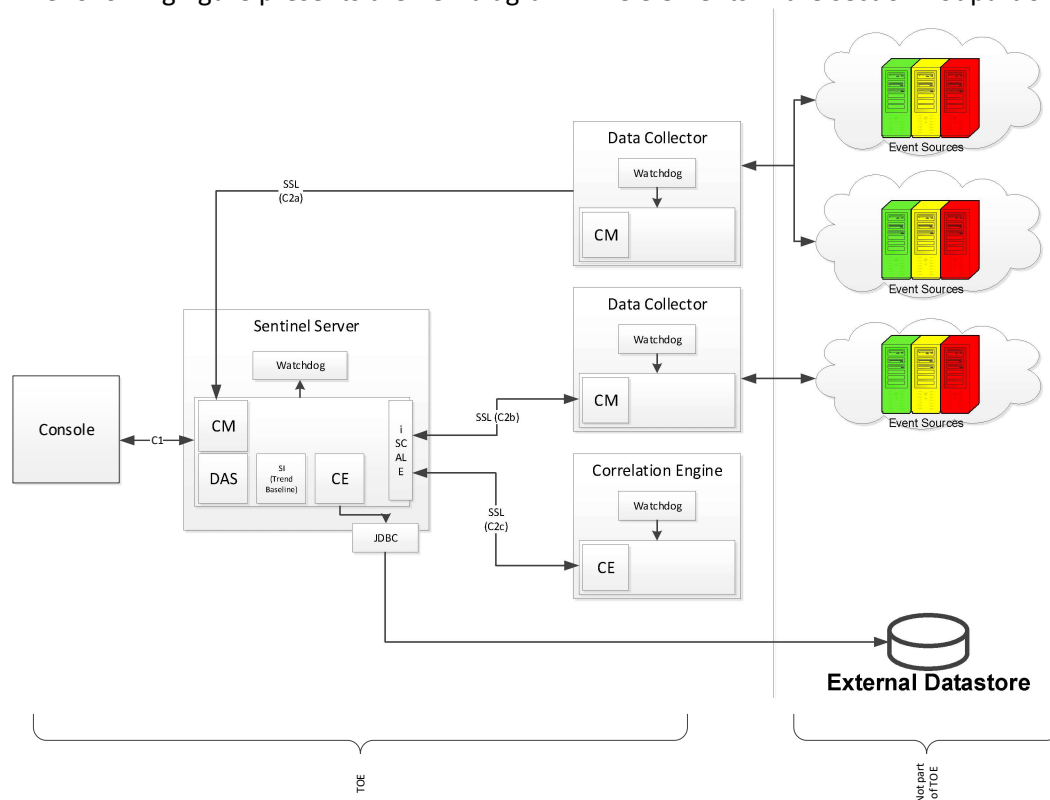 Data Collector
Watchdog
CM
Event Sources
SSL
(C2a)
Event Sources
Data Collector
Watchdog
CM
Event Sources
Sentinel Server
Watchdog
CM
DAS
SI
(Trend
Baseline)
CE
i
SC
AL
E
Console
C1
SSL (C2b)
SSL
(C2c)
Correlation Engine
Watchdog
CE
JDBC
External Datastore
TOE
Not part
of TOE